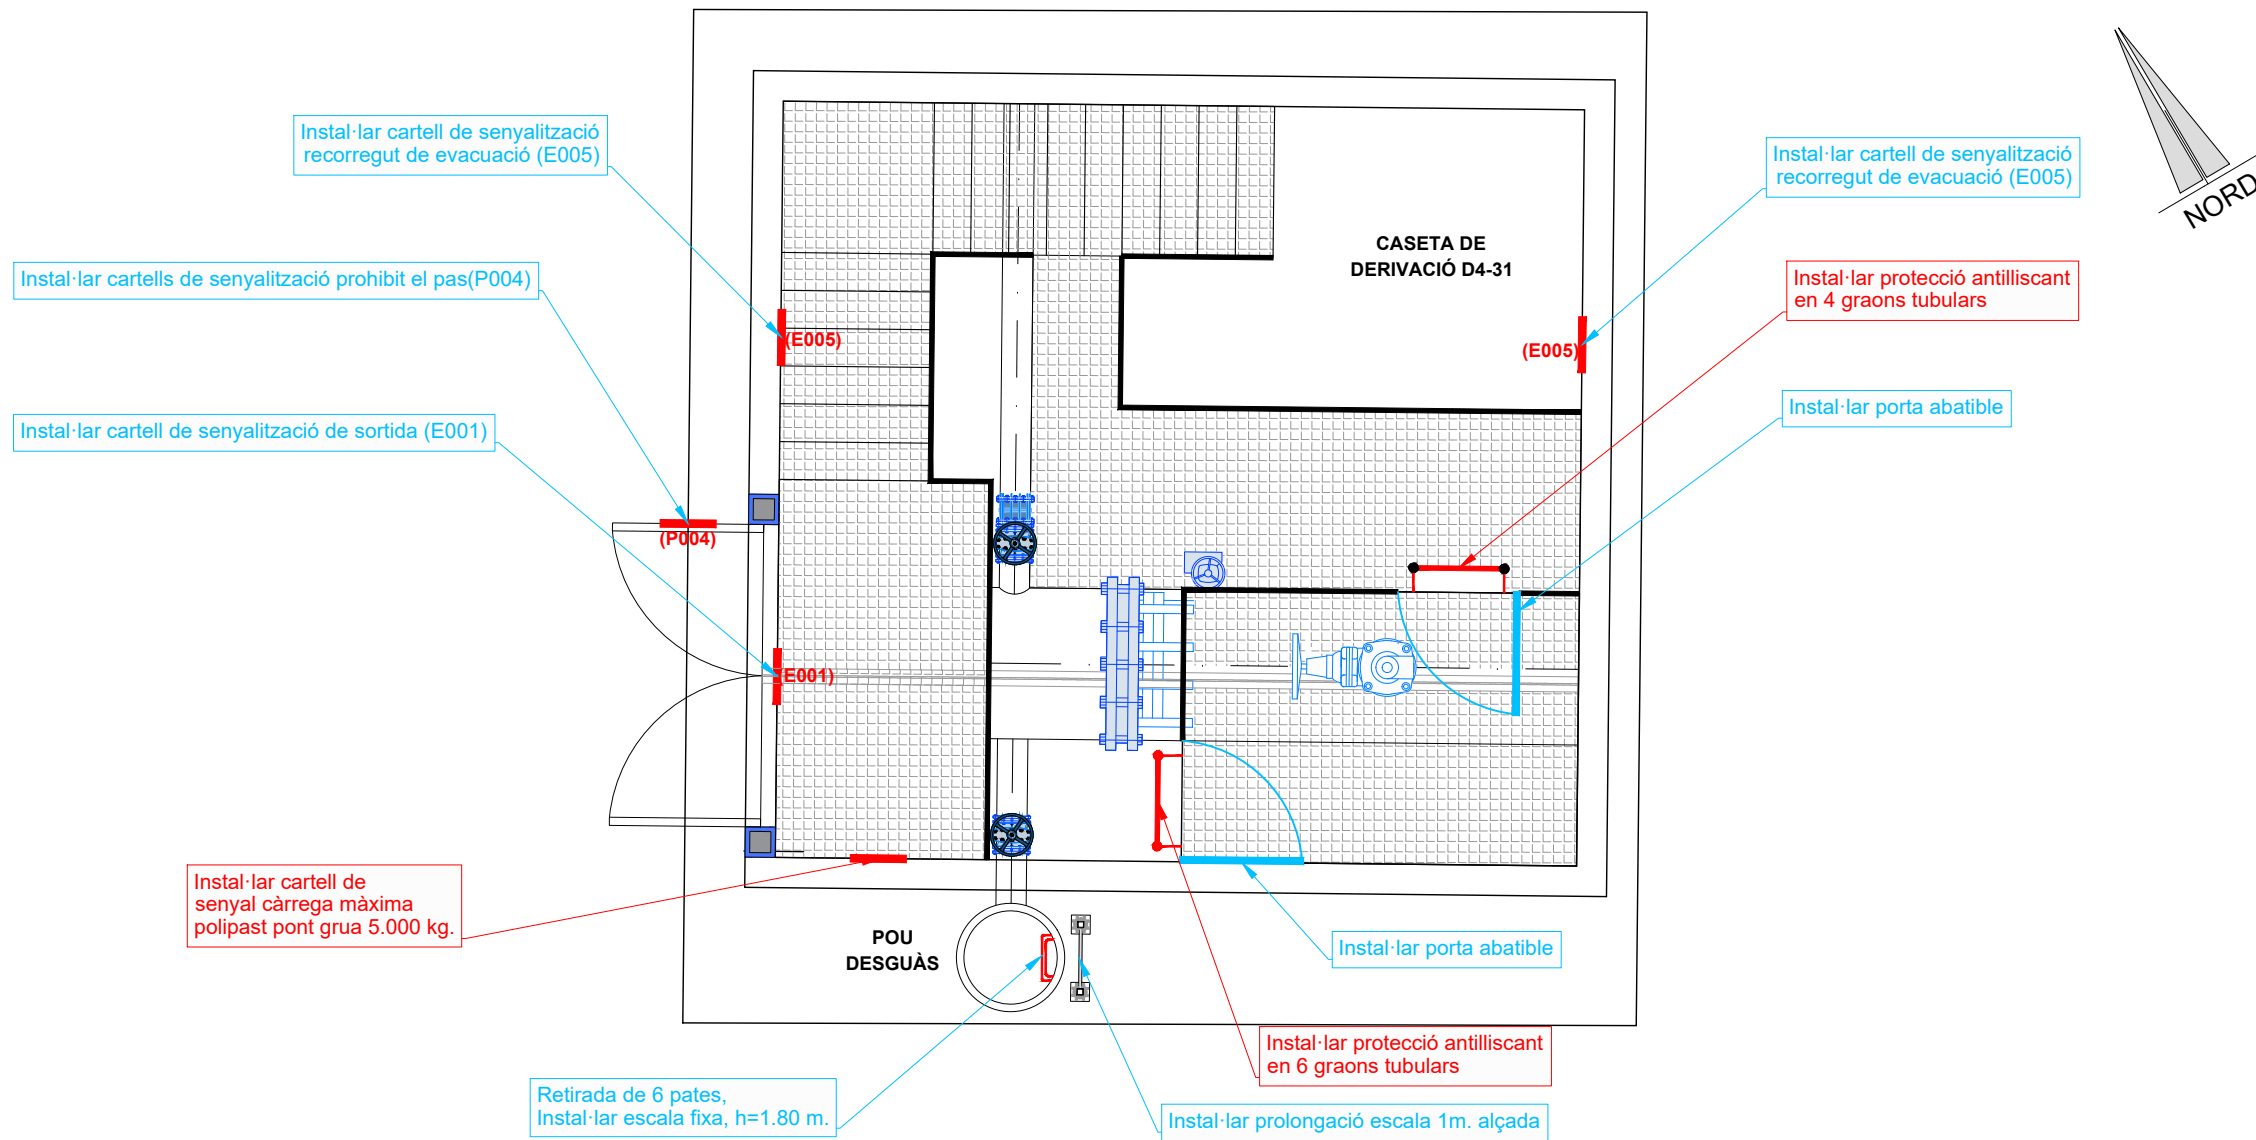 Instal·lar cartell de senyalització
recorregut de evacuació (E005)
Instal·lar cartell de senyalització
recorregut de evacuació (E005)
NORD
CASETA DE
DERIVACIÓ D4-31
Instal·lar cartells de senyalització prohibit el pas(P004)
Instal·lar protecció antilliscant
en 4 graons tubulars
(E005)
(E005)
Instal·lar porta abatible
Instal·lar cartell de senyalització de sortida (E001)
(P004)
(E001)
Instal·lar cartell de
senyal càrrega màxima
polipast pont grua 5.000 kg.
POU
DESGUÀS
Instal·lar porta abatible
Instal·lar protecció antilliscant
en 6 graons tubulars
Retirada de 6 pates,
Instal·lar escala fixa, h=1.80 m.
Instal·lar prolongació escala 1m. alçada